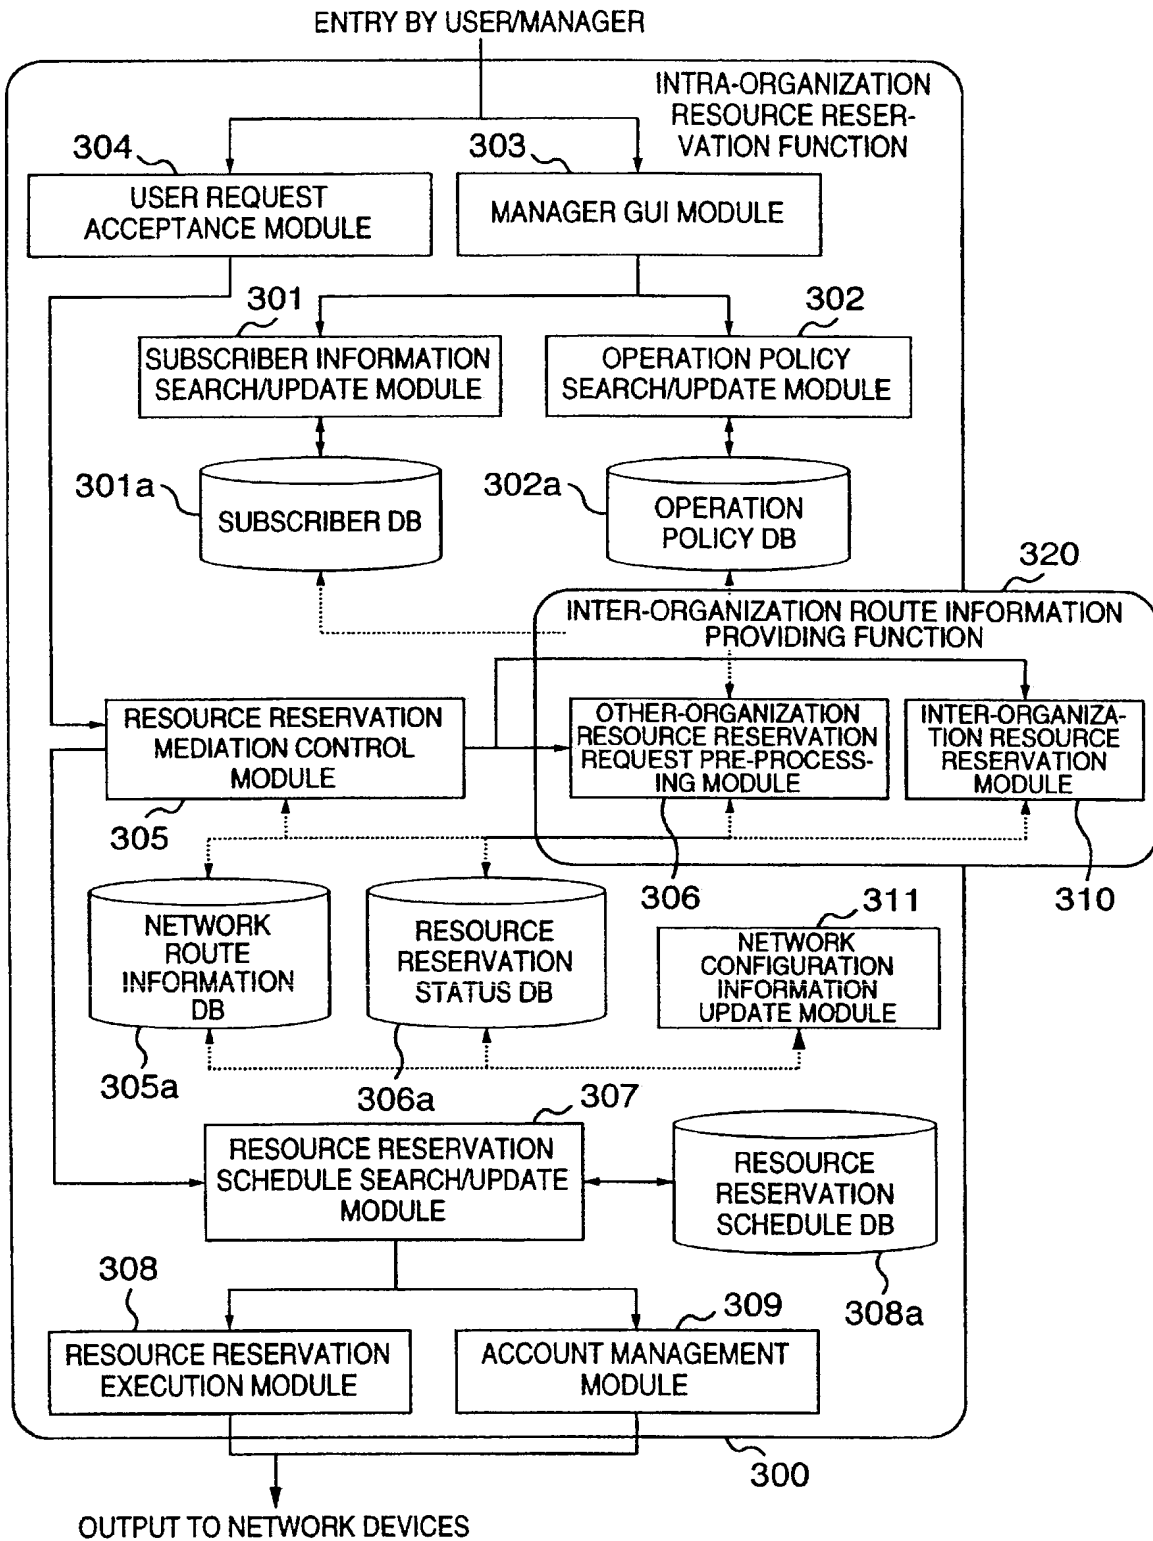 ENTRY BY USER/MANAGER
INTRA-ORGANIZATION
RESOURCE RESER-
VATION FUNCTION
304
303
USER REQUEST
ACCEPTANCE MODULE
MANAGER GUI MODULE
301
302
SUBSCRIBER INFORMATION
SEARCH/UPDATE MODULE
OPERATION POLICY
SEARCH/UPDATE MODULE
301a
SUBSCRIBER DB
302a
OPERATION
POLICY DB
320
INTER-ORGANIZATION ROUTE INFORMATION
PROVIDING FUNCTION
RESOURCE RESERVATION
MEDIATION CONTROL
MODULE
305
OTHER-ORGANIZATION
RESOURCE RESERVATION
REQUEST PRE-PROCESS-
ING MODULE
306
INTER-ORGANIZA-
TION RESOURCE
RESERVATION
MODULE
310
NETWORK
ROUTE
INFORMATION
DB
305a
RESOURCE
RESERVATION
STATUS DB
306a
311
NETWORK
CONFIGURATION
INFORMATION
UPDATE MODULE
307
RESOURCE RESERVATION
SCHEDULE SEARCH/UPDATE
MODULE
RESOURCE
RESERVATION
SCHEDULE DB
308a
308
RESOURCE RESERVATION
EXECUTION MODULE
309
ACCOUNT MANAGEMENT
MODULE
300
OUTPUT TO NETWORK DEVICES